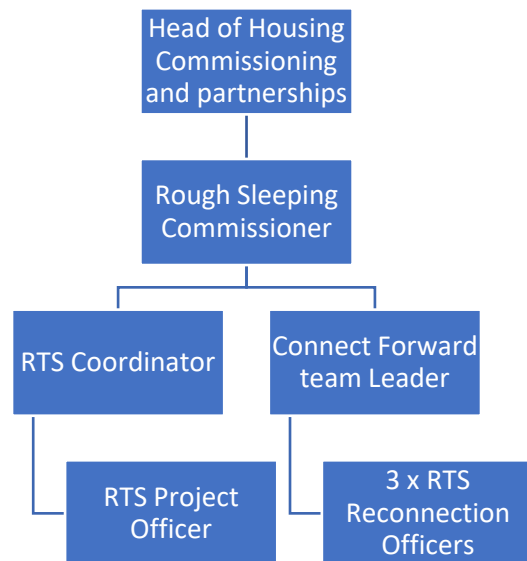 Head of Housing
Commissioning
and partnerships
Rough Sleeping
Commissioner
RTS Coordinator
Connect Forward
team Leader
RTS Project
Officer
3 x RTS
Reconnection
Officers